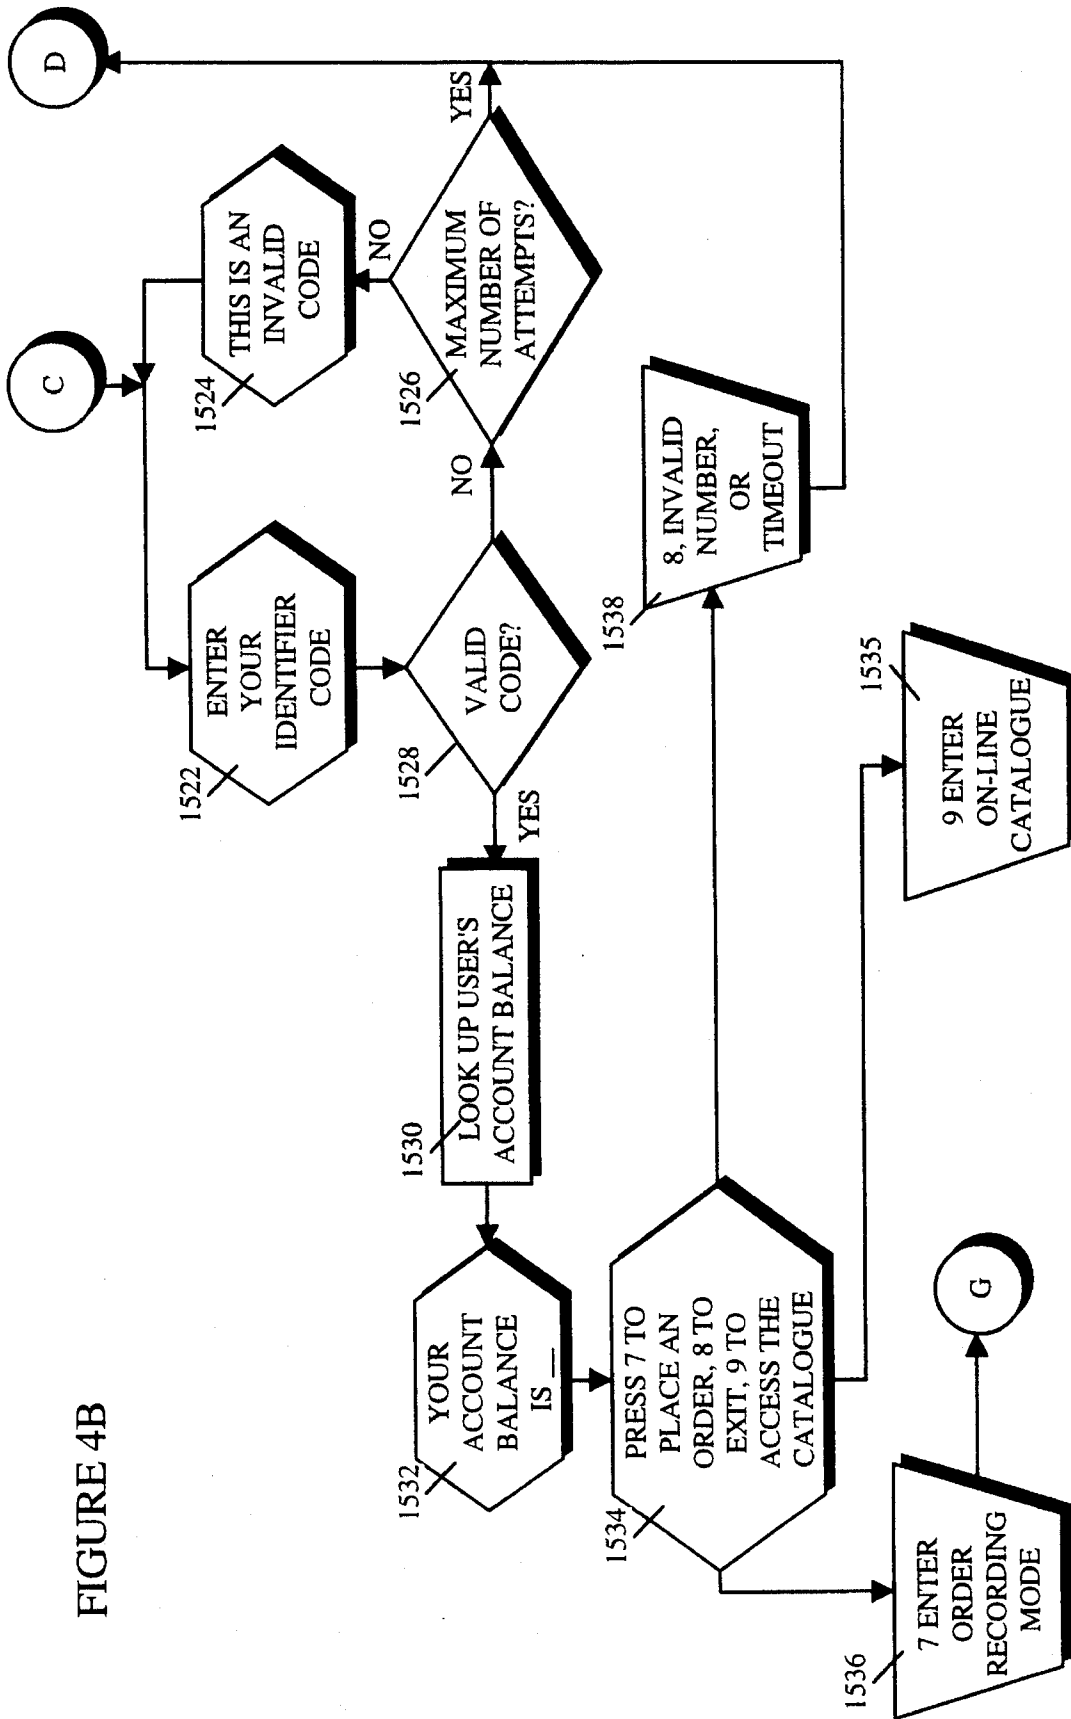 FIGURE 4B
C
D
1522
ENTER
YOUR
IDENTIFIER
CODE
1524
THIS IS AN
INVALID
CODE
1528
VALID
CODE?
NO
YES
1526
MAXIMUM
NUMBER OF
ATTEMPTS?
NO
YES
1530
LOOK UP USER'S
ACCOUNT BALANCE
1532
YOUR
ACCOUNT
BALANCE
IS __
1534
PRESS 7 TO
PLACE AN
ORDER, 8 TO
EXIT, 9 TO
ACCESS THE
CATALOGUE
1538
8, INVALID
NUMBER,
OR
TIMEOUT
1536
7 ENTER
ORDER
RECORDING
MODE
G
1535
9 ENTER
ON-LINE
CATALOGUE